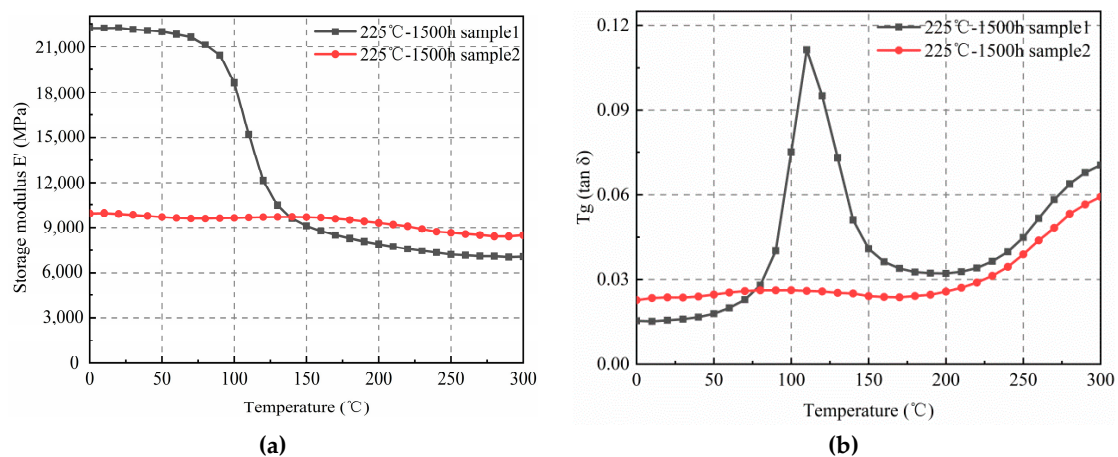 225℃-1500h sample1
225℃-1500h sample2
Storage modulus E' (MPa)
21,000
18,000
15,000
12,000
9,000
6,000
3,000
0
0 50 100 150 200 250 300
Temperature (℃)
(a)
225℃-1500h sample1
225℃-1500h sample2
Tg (tan δ)
0.12
0.09
0.06
0.03
0.00
0 50 100 150 200 250 300
Temperature (℃)
(b)